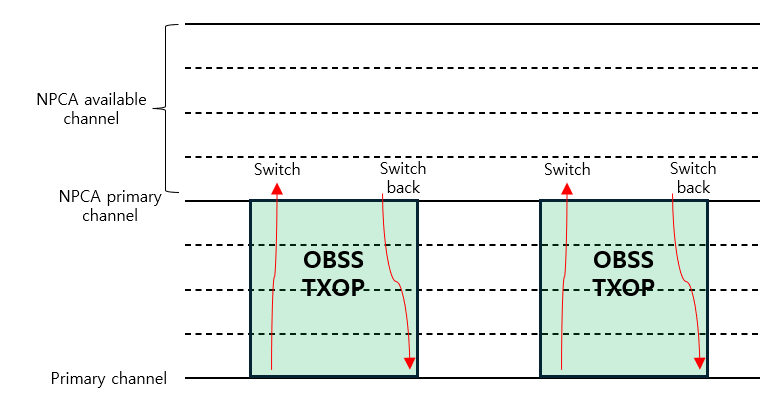 NPCA available
channel
Switch
Switch
back
Switch
Switch
back
NPCA primary
channel
OBSS
TXOP
OBSS
TXOP
Primary channel